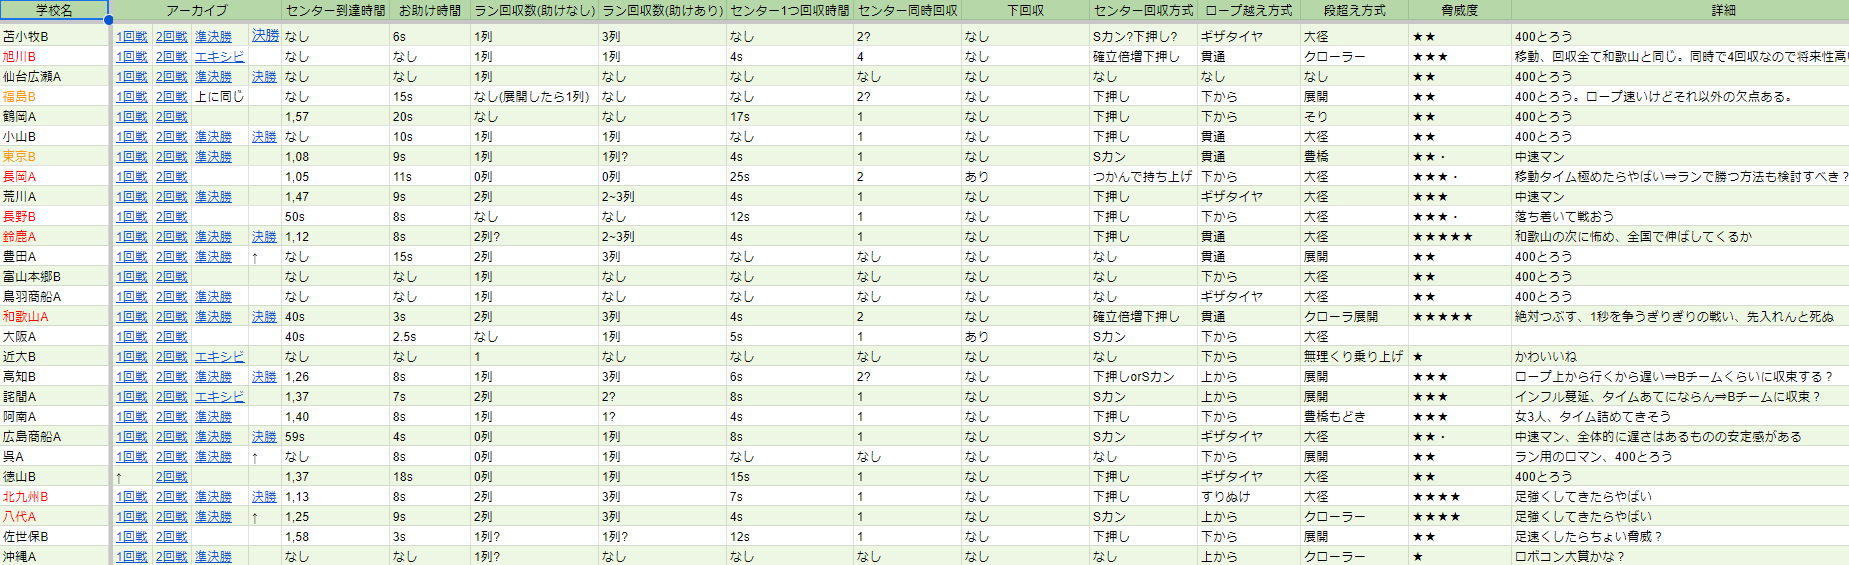 学校名 アーカイブ センター到達時間 お助け時間 ラン回収数(助けなし) ラン回収数(助けあり) センター1つ回収時間 センター同時回収 下回収 センター回収方式 ロープ越え方式 段超え方式 脅威度 詳細
苫小牧B 1回戦 2回戦 準決勝 決勝 なし 6s 1列 3列 なし 2? なし Sカン?下押し? ギザタイヤ 大径 ★★ 400とろう
旭川B 1回戦 2回戦 エキシビ なし なし 1列 1列 4s 4 なし 確立倍増下押し 貫通 クローラー ★★★ 移動、回収全て和歌山と同じ。同時で4回収なので将来性高い
仙台広瀬A 1回戦 2回戦 準決勝 決勝 なし なし 1列 なし なし なし なし なし なし なし ★★ 400とろう
福島B 1回戦 2回戦 上に同じ なし 15s なし(展開したら1列) なし なし 2? なし 下押し 下から 展開 ★★ 400とろう。ロープ速いけどそれ以外の欠点ある。
鶴岡A 1回戦 2回戦 1,57 20s なし なし 17s 1 なし 下押し 下から そり ★★ 400とろう
小山B 1回戦 2回戦 準決勝 決勝 なし 10s 1列 1列 なし 1 なし 下押し 貫通 大径 ★★ 400とろう
東京B 1回戦 2回戦 準決勝 1,08 9s 1列 1列? 4s 1 なし Sカン 貫通 豊橋 ★★・ 中速マン
長岡A 1回戦 2回戦 1,05 11s 0列 0列 25s 2 あり つかんで持ち上げ 下から 大径 ★★★・ 移動タイム極めたらやばい⇒ランで勝つ方法も検討すべき?
荒川A 1回戦 2回戦 準決勝 1,47 9s 2列 2~3列 4s 1 なし 下押し ギザタイヤ 大径 ★★★ 中速マン
長野B 1回戦 2回戦 50s 8s なし なし 12s 1 なし 下押し 下から 大径 ★★★・ 落ち着いて戦おう
鈴鹿A 1回戦 2回戦 準決勝 決勝 1,12 8s 2列? 2~3列 4s 1 なし 下押し 貫通 大径 ★★★★★ 和歌山の次に怖め、全国で伸ばしてくるか
豊田A 1回戦 2回戦 準決勝 ↑ なし 15s 2列 3列 なし なし なし なし 貫通 展開 ★★ 400とろう
富山本郷B 1回戦 2回戦 なし なし 1列 なし なし なし なし なし 下から 大径 ★★ 400とろう
鳥羽商船A 1回戦 2回戦 準決勝 なし なし 1列 なし なし なし なし なし ギザタイヤ 大径 ★★ 400とろう
和歌山A 1回戦 2回戦 準決勝 決勝 40s 3s 2列 3列 4s 2 なし 確立倍増下押し 貫通 クローラ展開 ★★★★★ 絶対つぶす、1秒を争うぎりぎりの戦い、先入れんと死ぬ
大阪A 1回戦 2回戦 40s 2.5s なし 1列 5s 1 あり Sカン 下から 大径
近大B 1回戦 2回戦 エキシビ なし なし 1 なし なし なし なし なし 下から 無理くり乗り上げ ★ かわいいね
高知B 1回戦 2回戦 準決勝 決勝 1,26 8s 1列 3列 6s 2? なし 下押しorSカン 上から 展開 ★★★ ロープ上から行くから遅い⇒Bチームくらいに収束する?
詫間A 1回戦 2回戦 エキシビ 1,37 7s 2列 2? 8s 1 なし Sカン 上から 展開 ★★★ インフル蔓延、タイムあてにならん⇒Bチームに収束?
阿南A 1回戦 2回戦 準決勝 1,40 8s 1列 1? 4s 1 なし 下押し 下から 豊橋もどき ★★★ 女3人、タイム詰めてきそう
広島商船A 1回戦 2回戦 準決勝 決勝 59s 4s 0列 1列 8s 1 なし Sカン ギザタイヤ 大径 ★★・ 中速マン、全体的に遅さはあるものの安定感がある
呉A 1回戦 2回戦 準決勝 ↑ なし 8s 0列 1列 なし なし なし なし 下から 展開 ★★ ラン用のロマン、400とろう
徳山B ↑ 2回戦 1,37 18s 0列 1列 15s 1 なし 下押し ギザタイヤ 大径 ★★ 400とろう
北九州B 1回戦 2回戦 準決勝 決勝 1,13 8s 2列 3列 7s 1 なし 下押し すりぬけ 大径 ★★★★ 足強くしてきたらやばい
八代A 1回戦 2回戦 準決勝 ↑ 1,25 9s 2列 3列 4s 1 なし Sカン 上から クローラー ★★★★ 足強くしてきたらやばい
佐世保B 1回戦 2回戦 1,58 3s 1列? 1列? 12s 1 なし 下押し 下から 展開 ★★ 足速くしたらちょい脅威?
沖縄A 1回戦 2回戦 準決勝 なし なし 1列? なし なし なし なし なし 上から クローラー ★ ロボコン大賞かな?